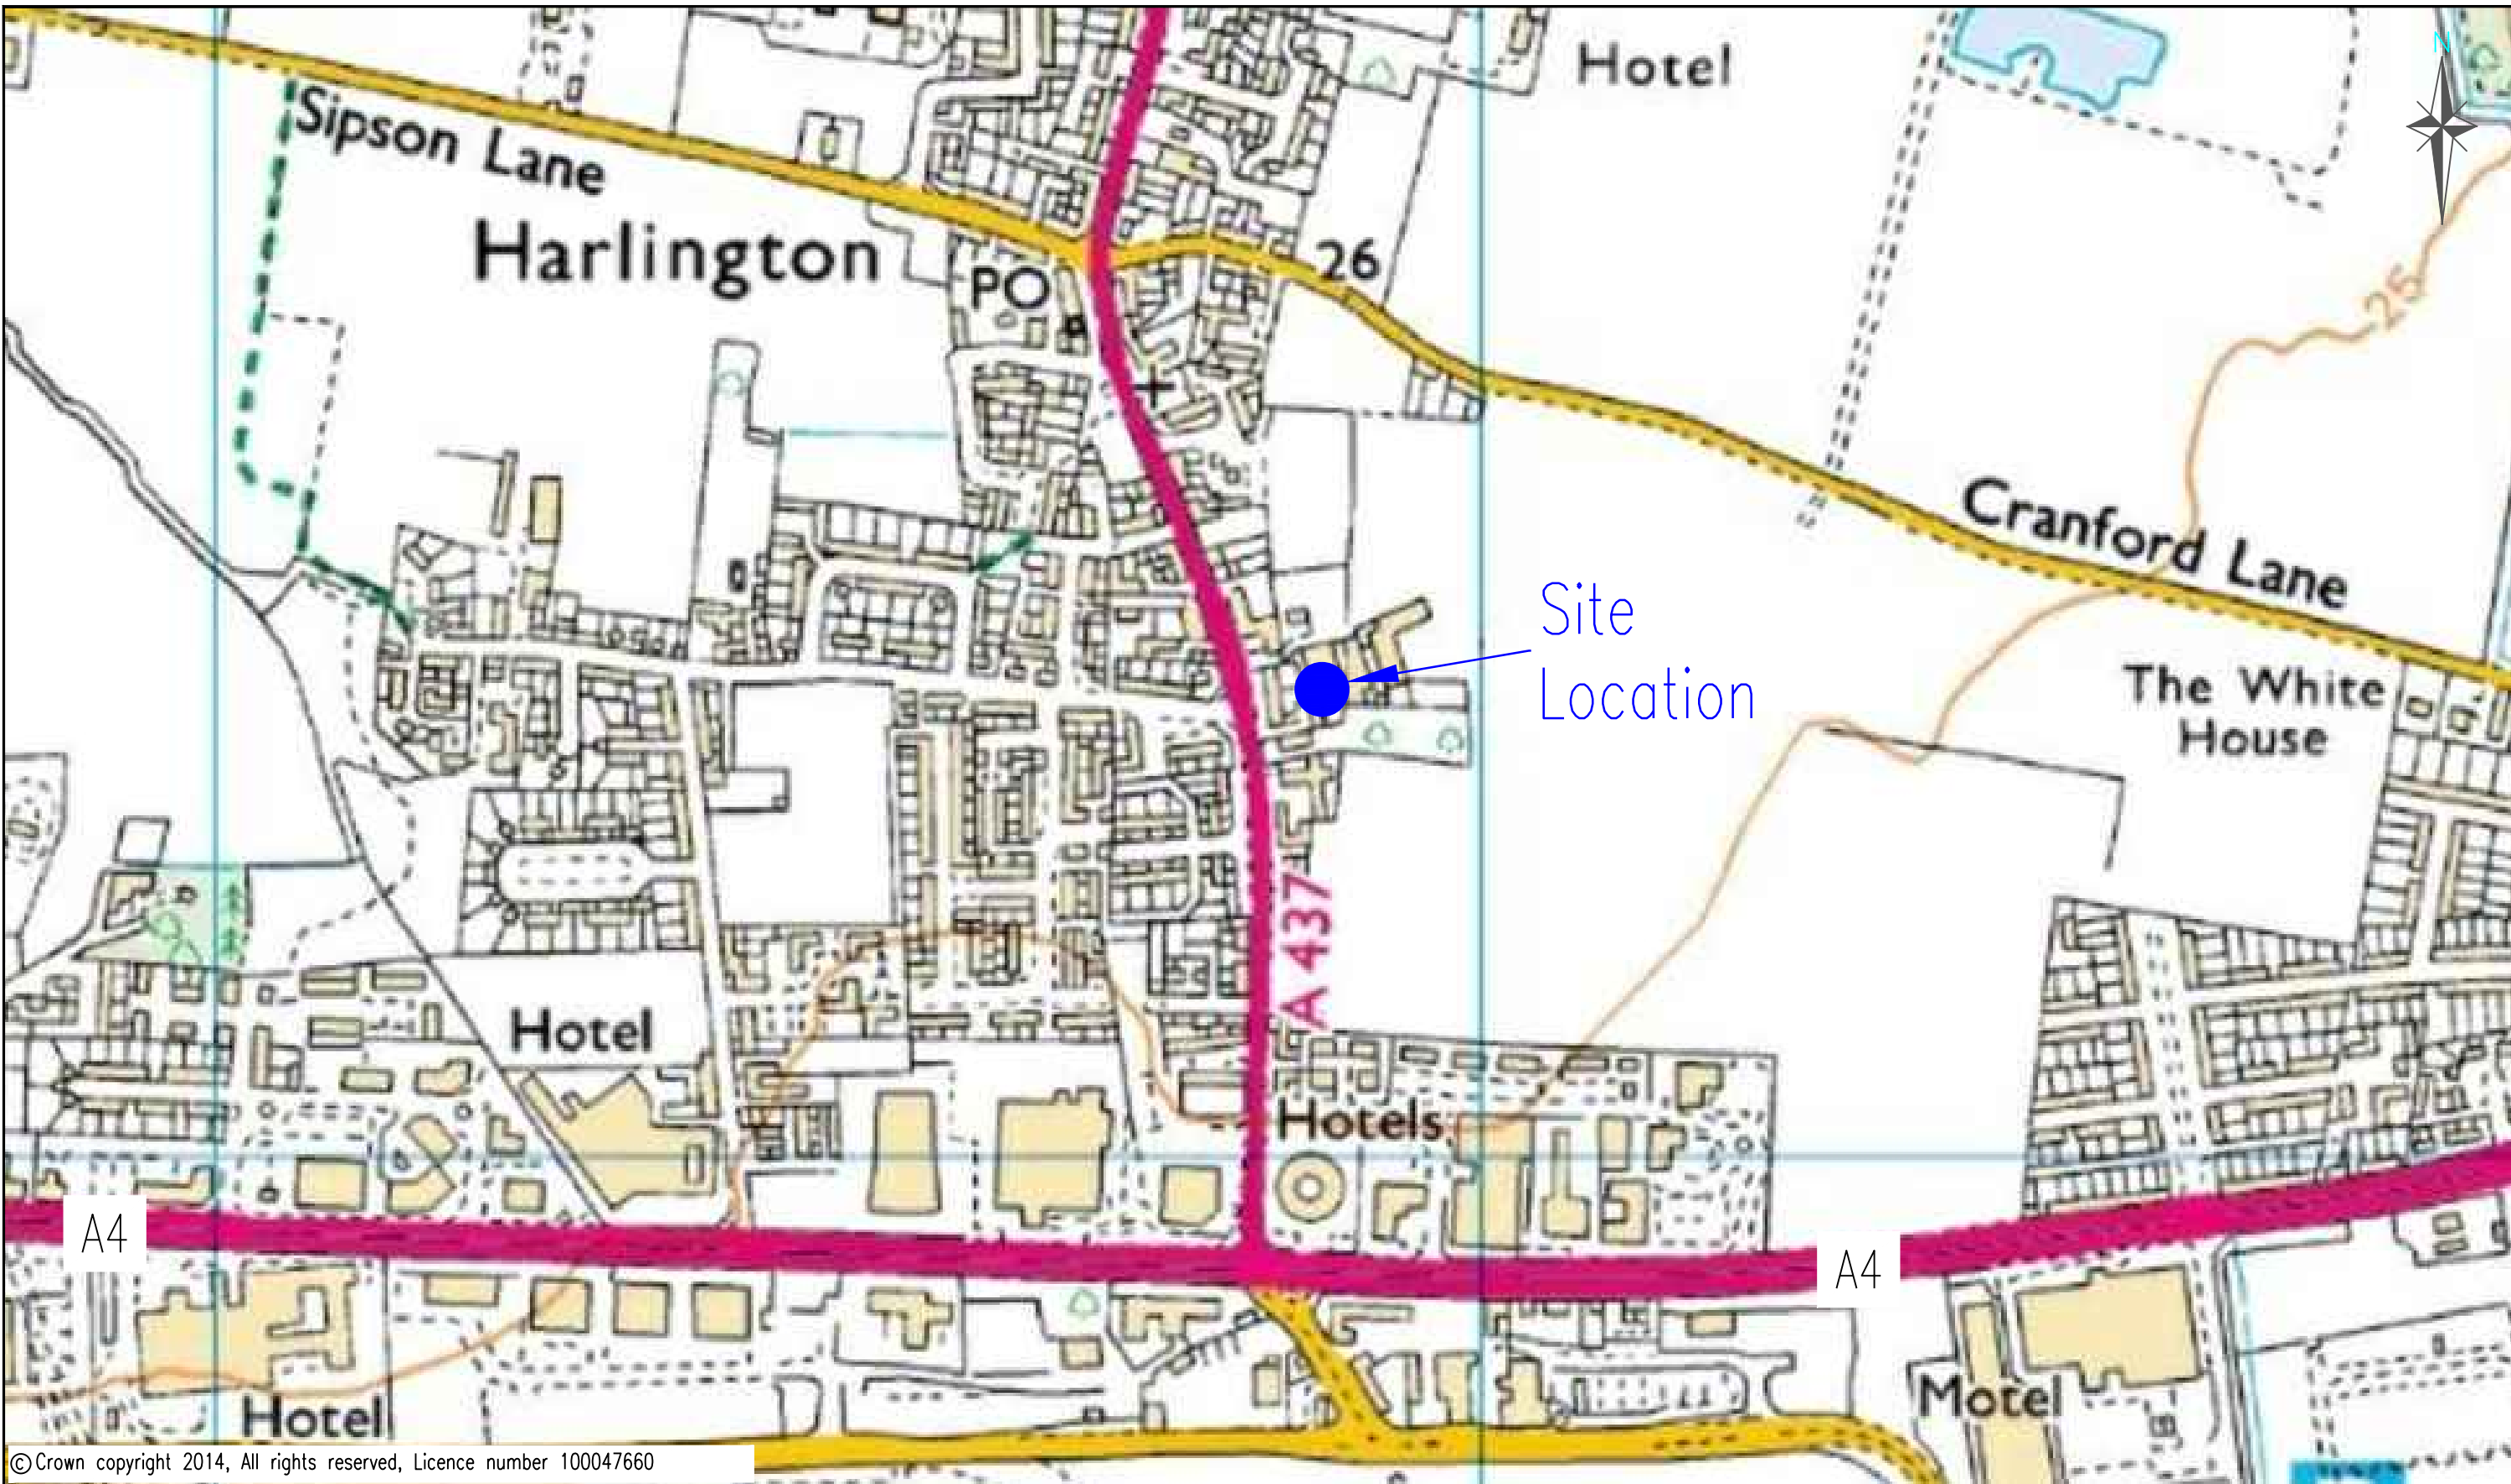 Hotel
N
Sipson Lane
Harlington
26
PO
25
Cranford Lane
Site
Location
The White
House
A 437
Hotel
Hotels
A4
A4
Motel
Hotel
© Crown copyright 2014, All rights reserved, Licence number 100047660